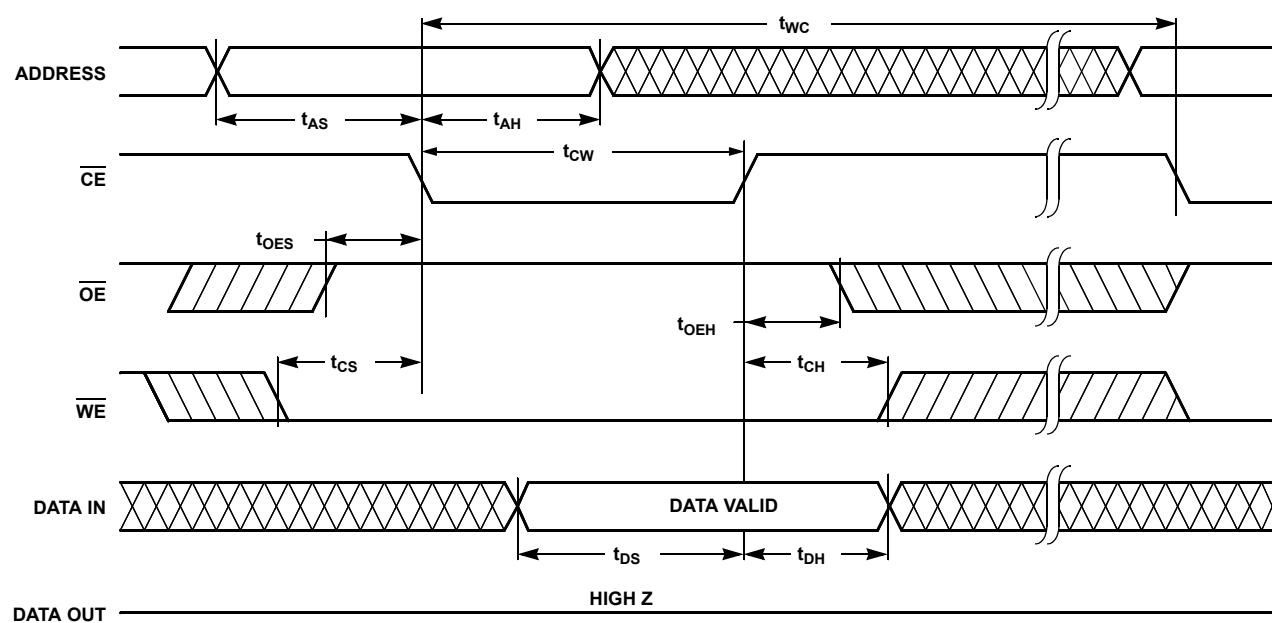 tWC
ADDRESS
tAS
tAH
tCW
CE
tOES
OE
tOEH
tCS
tCH
WE
DATA IN
DATA VALID
tDS
tDH
HIGH Z
DATA OUT